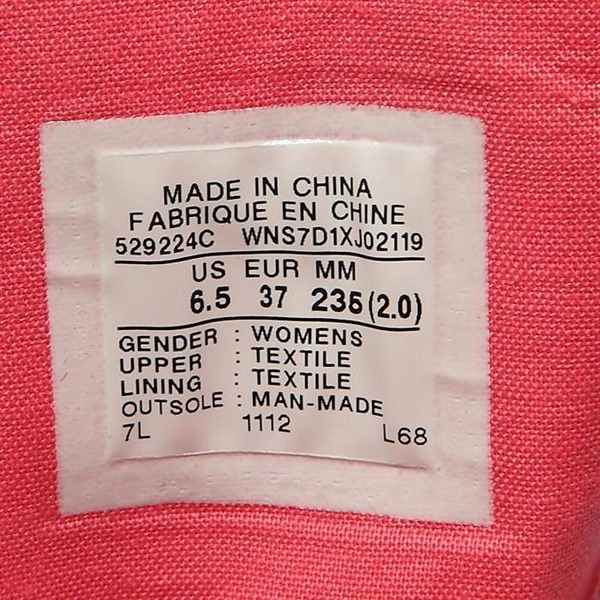 MADE IN CHINA
FABRIQUE EN CHINE
529224C WNS7D1XJ02119
US EUR MM
6.5 37 235 (2.0)
GENDER : WOMENS
UPPER : TEXTILE
LINING : TEXTILE
OUTSOLE : MAN-MADE
7L 1112 L68